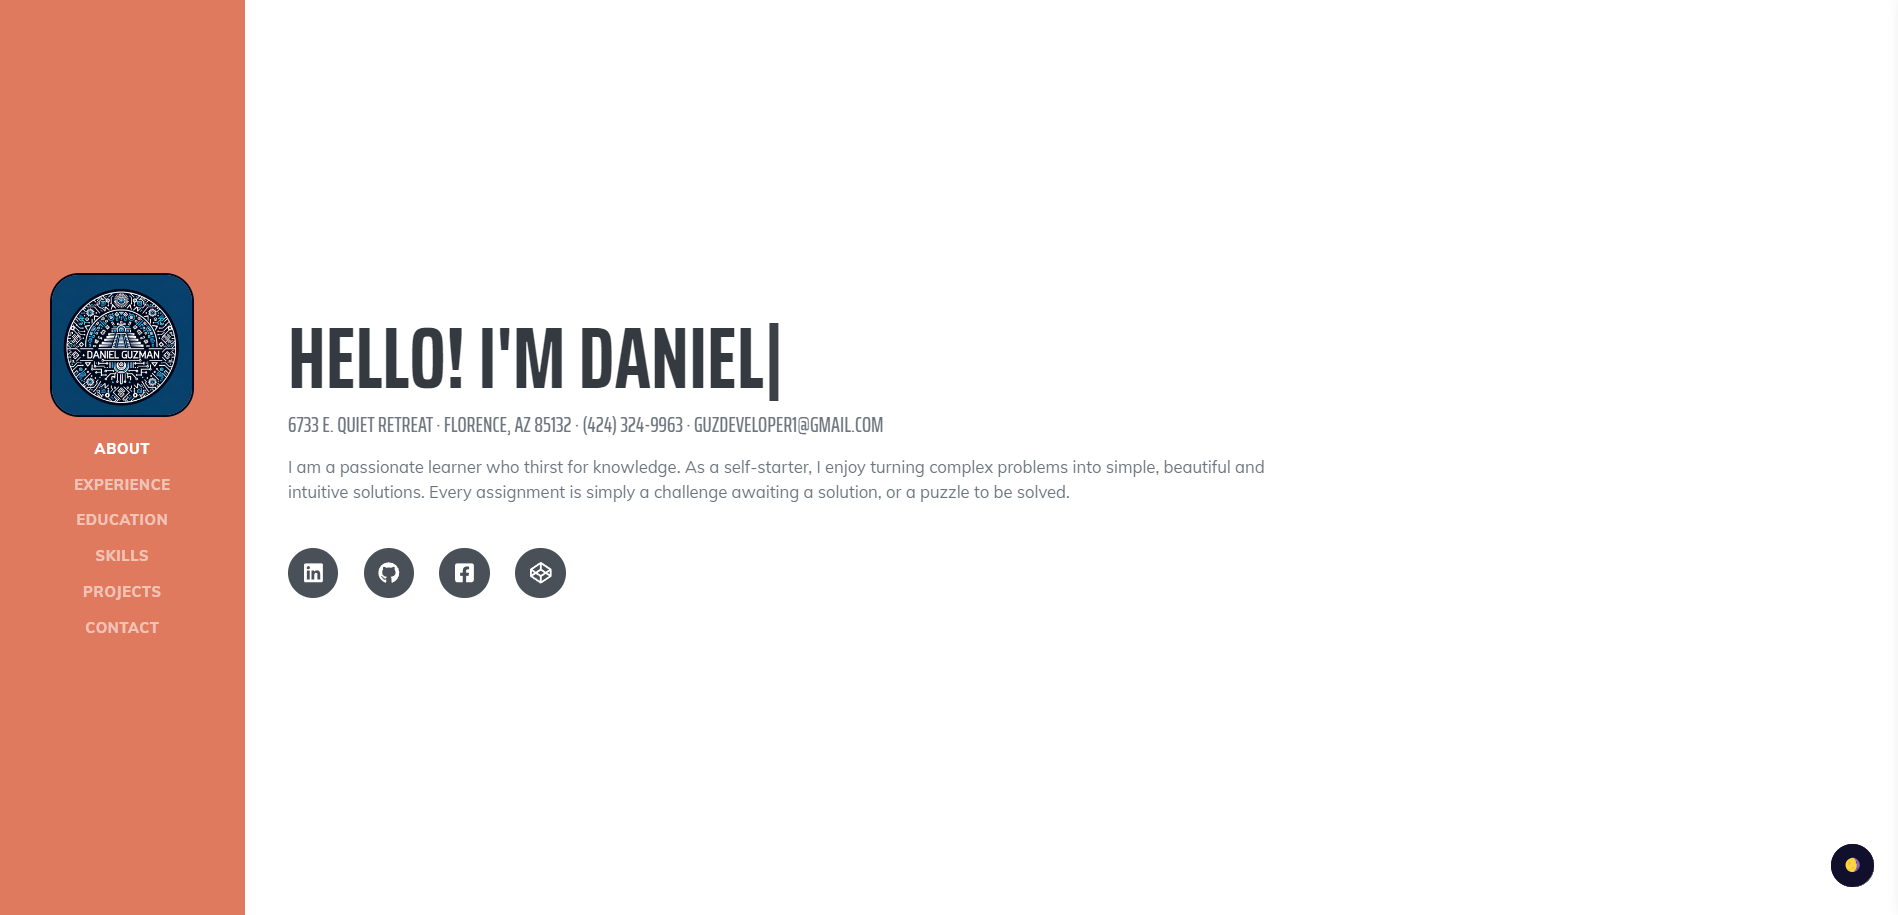 · DANIEL GUZMAN ·
ABOUT
EXPERIENCE
EDUCATION
SKILLS
PROJECTS
CONTACT
HELLO! I'M DANIEL|
6733 E. QUIET RETREAT · FLORENCE, AZ 85132 · (424) 324-9963 · GUZDEVELOPER1@GMAIL.COM
I am a passionate learner who thirst for knowledge. As a self-starter, I enjoy turning complex problems into simple, beautiful and
intuitive solutions. Every assignment is simply a challenge awaiting a solution, or a puzzle to be solved.
in